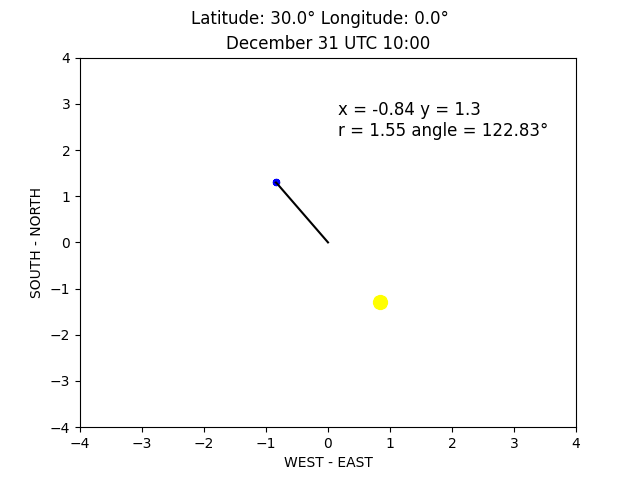 Latitude: 30.0° Longitude: 0.0°
December 31 UTC 10:00
x = -0.84 y = 1.3
r = 1.55 angle = 122.83°
4
3
2
1
0
−1
−2
−3
−4
SOUTH - NORTH
−4 −3 −2 −1 0 1 2 3 4
WEST - EAST